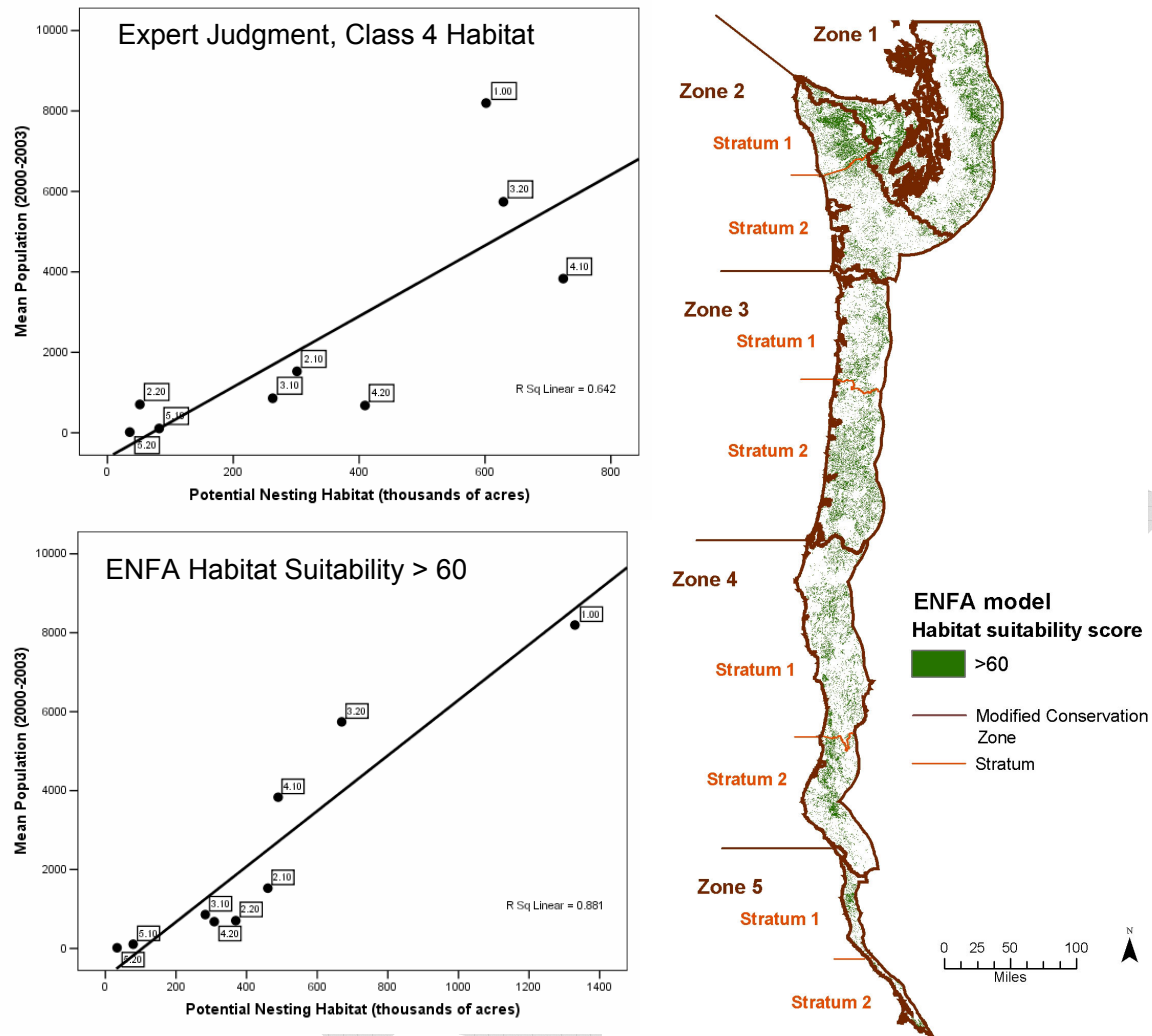 Expert Judgment, Class 4 Habitat
10000
8000
6000
4000
2000
0
Mean Population (2000-2003)
1.00
3.20
4.10
2.10
3.10
4.20
2.20
5.10
5.20
R Sq Linear = 0.642
0 200 400 600 800
Potential Nesting Habitat (thousands of acres)
ENFA Habitat Suitability > 60
10000
8000
6000
4000
2000
0
Mean Population (2000-2003)
1.00
3.20
4.10
2.10
3.10
2.20
4.20
5.10
5.20
R Sq Linear = 0.881
0 200 400 600 800 1000 1200 1400
Potential Nesting Habitat (thousands of acres)
Zone 1
Zone 2
Stratum 1
Stratum 2
Zone 3
Stratum 1
Stratum 2
Zone 4
Stratum 1
Stratum 2
Zone 5
Stratum 1
Stratum 2
ENFA model
Habitat suitability score
>60
Modified Conservation
Zone
Stratum
0 25 50 100
Miles
N